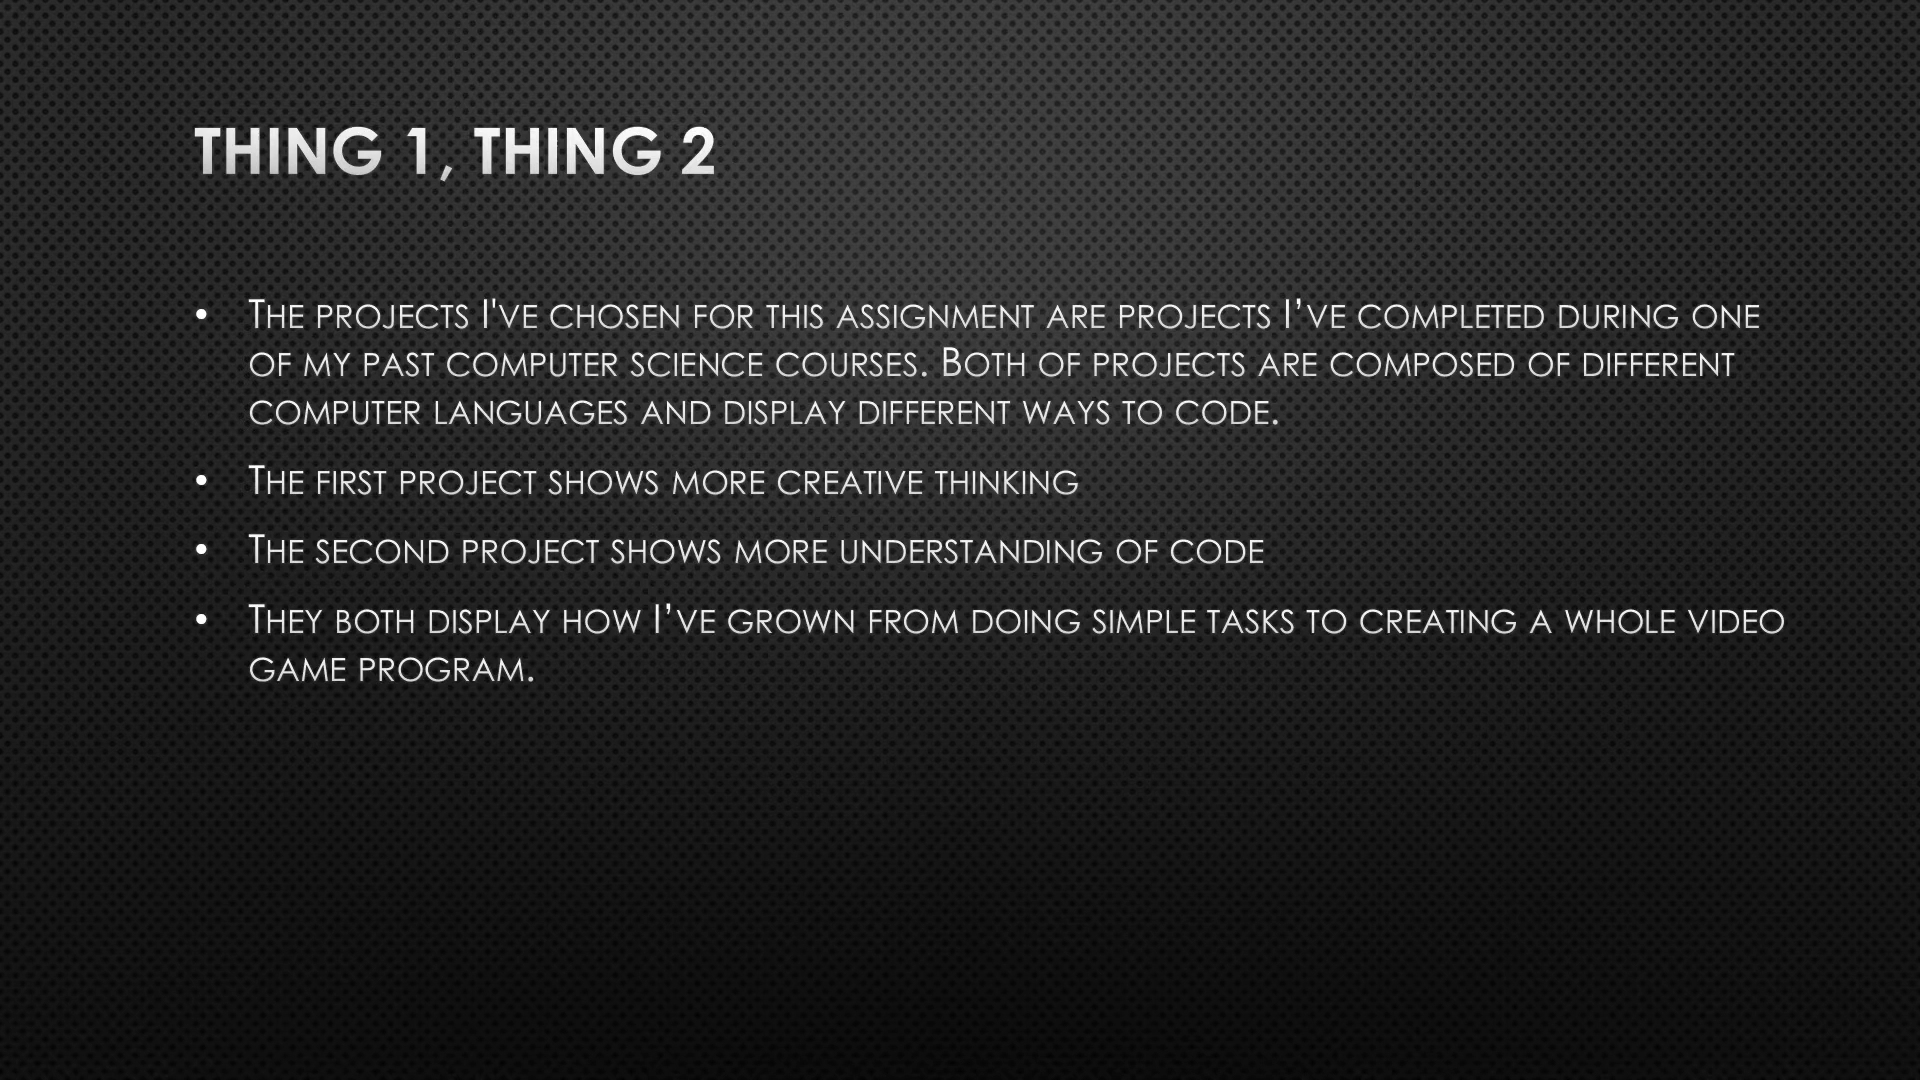 THING 1, THING 2
• The projects I've chosen for this assignment are projects I’ve completed during one
of my past computer science courses. Both of projects are composed of different
computer languages and display different ways to code.
• The first project shows more creative thinking
• The second project shows more understanding of code
• They both display how I’ve grown from doing simple tasks to creating a whole video
game program.